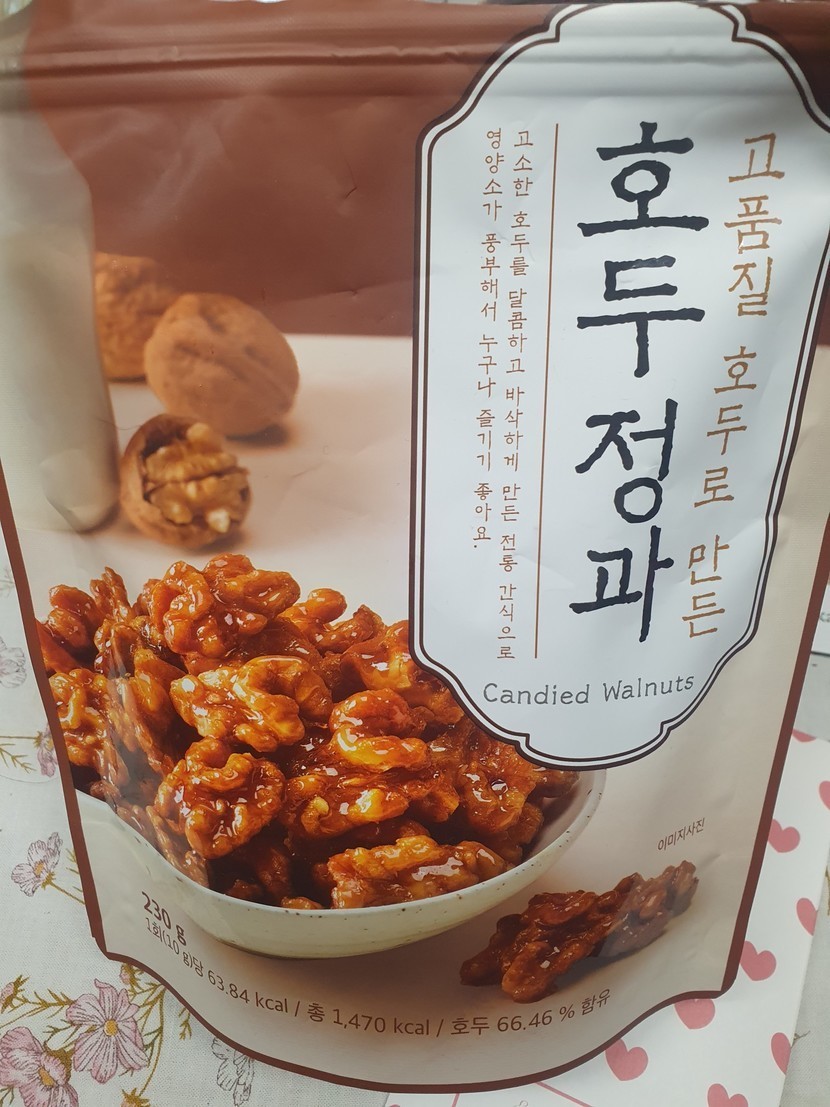 고품질 호두로 만든
호두정과
고소한 호두를 달콤하고 바삭하게 만든 전통 간식으로
영양소가 풍부해서 누구나 즐기기 좋아요.
Candied Walnuts
이미지사진
230 g
1회(10 g)당 63.84 kcal / 총 1,470 kcal / 호두 66.46 % 함유